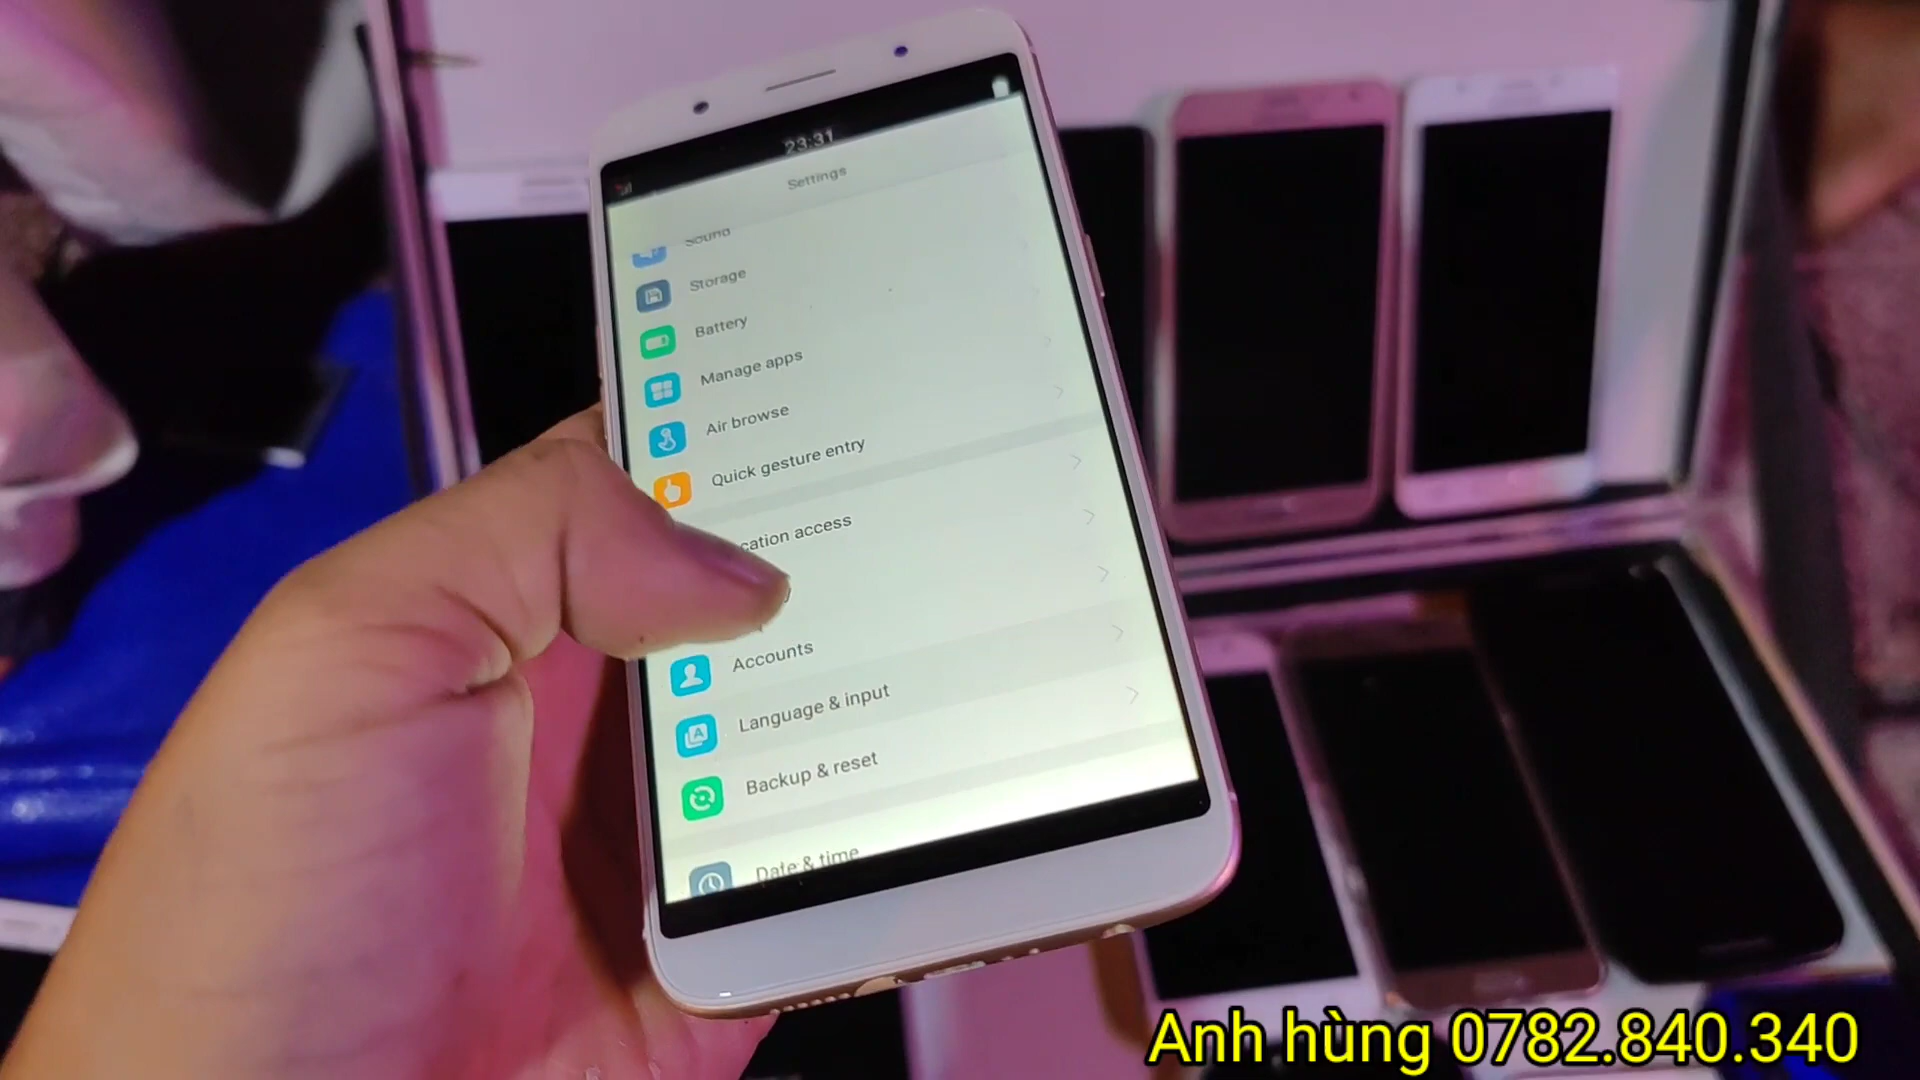 23:31
Settings
Sound
Storage
Battery
Manage apps
Air browse
Quick gesture entry
cation access
Accounts
Language & input
Backup & reset
Date & time
Anh hùng 0782.840.340